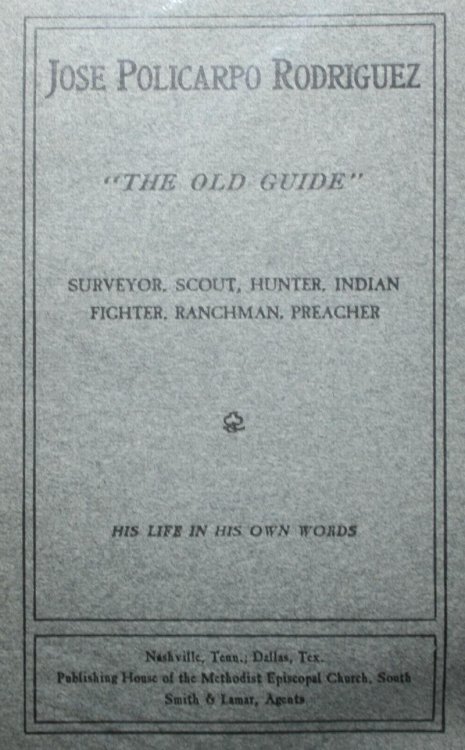 JOSE POLICARPO RODRIGUEZ
"THE OLD GUIDE"
SURVEYOR, SCOUT, HUNTER, INDIAN
FIGHTER, RANCHMAN, PREACHER
HIS LIFE IN HIS OWN WORDS
Nashville, Tenn.; Dallas, Tex.
Publishing House of the Methodist Episcopal Church, South
Smith & Lamar, Agents